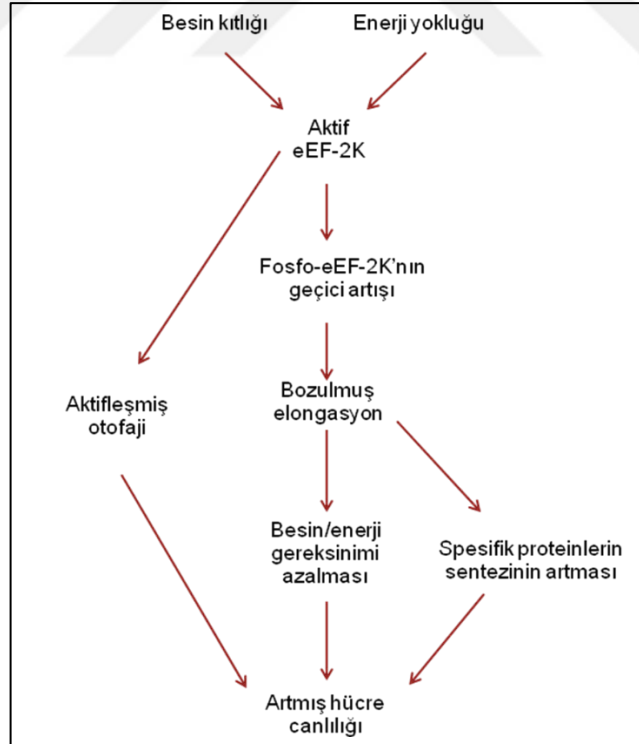 Besin kıtlığı
Enerji yokluğu
Aktif
eEF-2K
Fosfo-eEF-2K'nın
geçici artışı
Aktifleşmiş
otofaji
Bozulmuş
elongasyon
Besin/enerji
gereksinimi
azalması
Spesifik proteinlerin
sentezinin artması
Artmış hücre
canlılığı